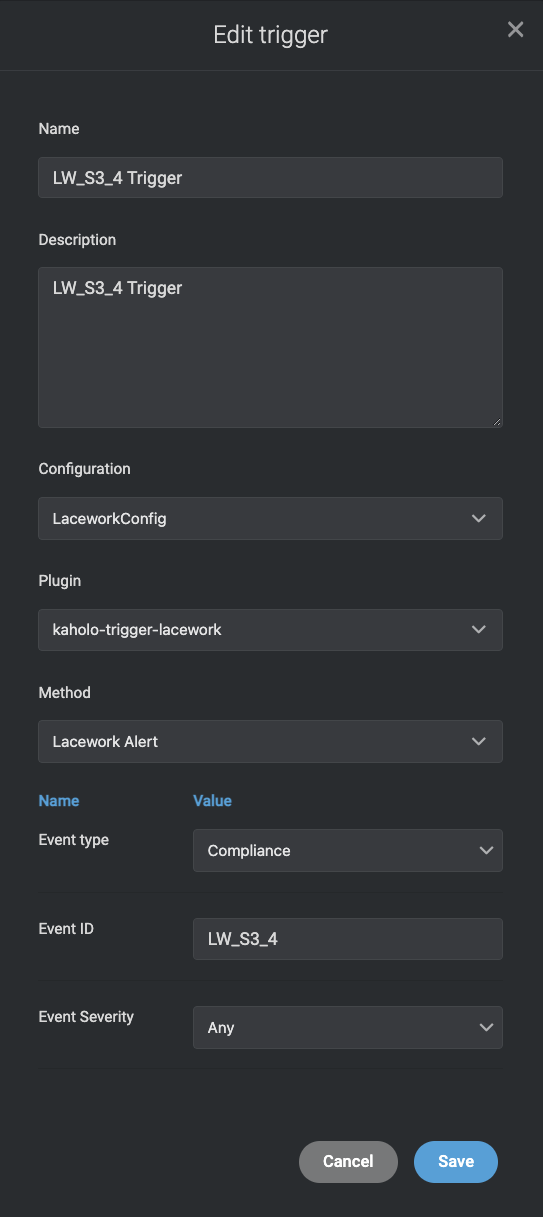 Edit trigger
Name
LW_S3_4 Trigger
Description
LW_S3_4 Trigger
Configuration
LaceworkConfig
Plugin
kaholo-trigger-lacework
Method
Lacework Alert
Name Value
Event type Compliance
Event ID LW_S3_4
Event Severity Any
Cancel Save